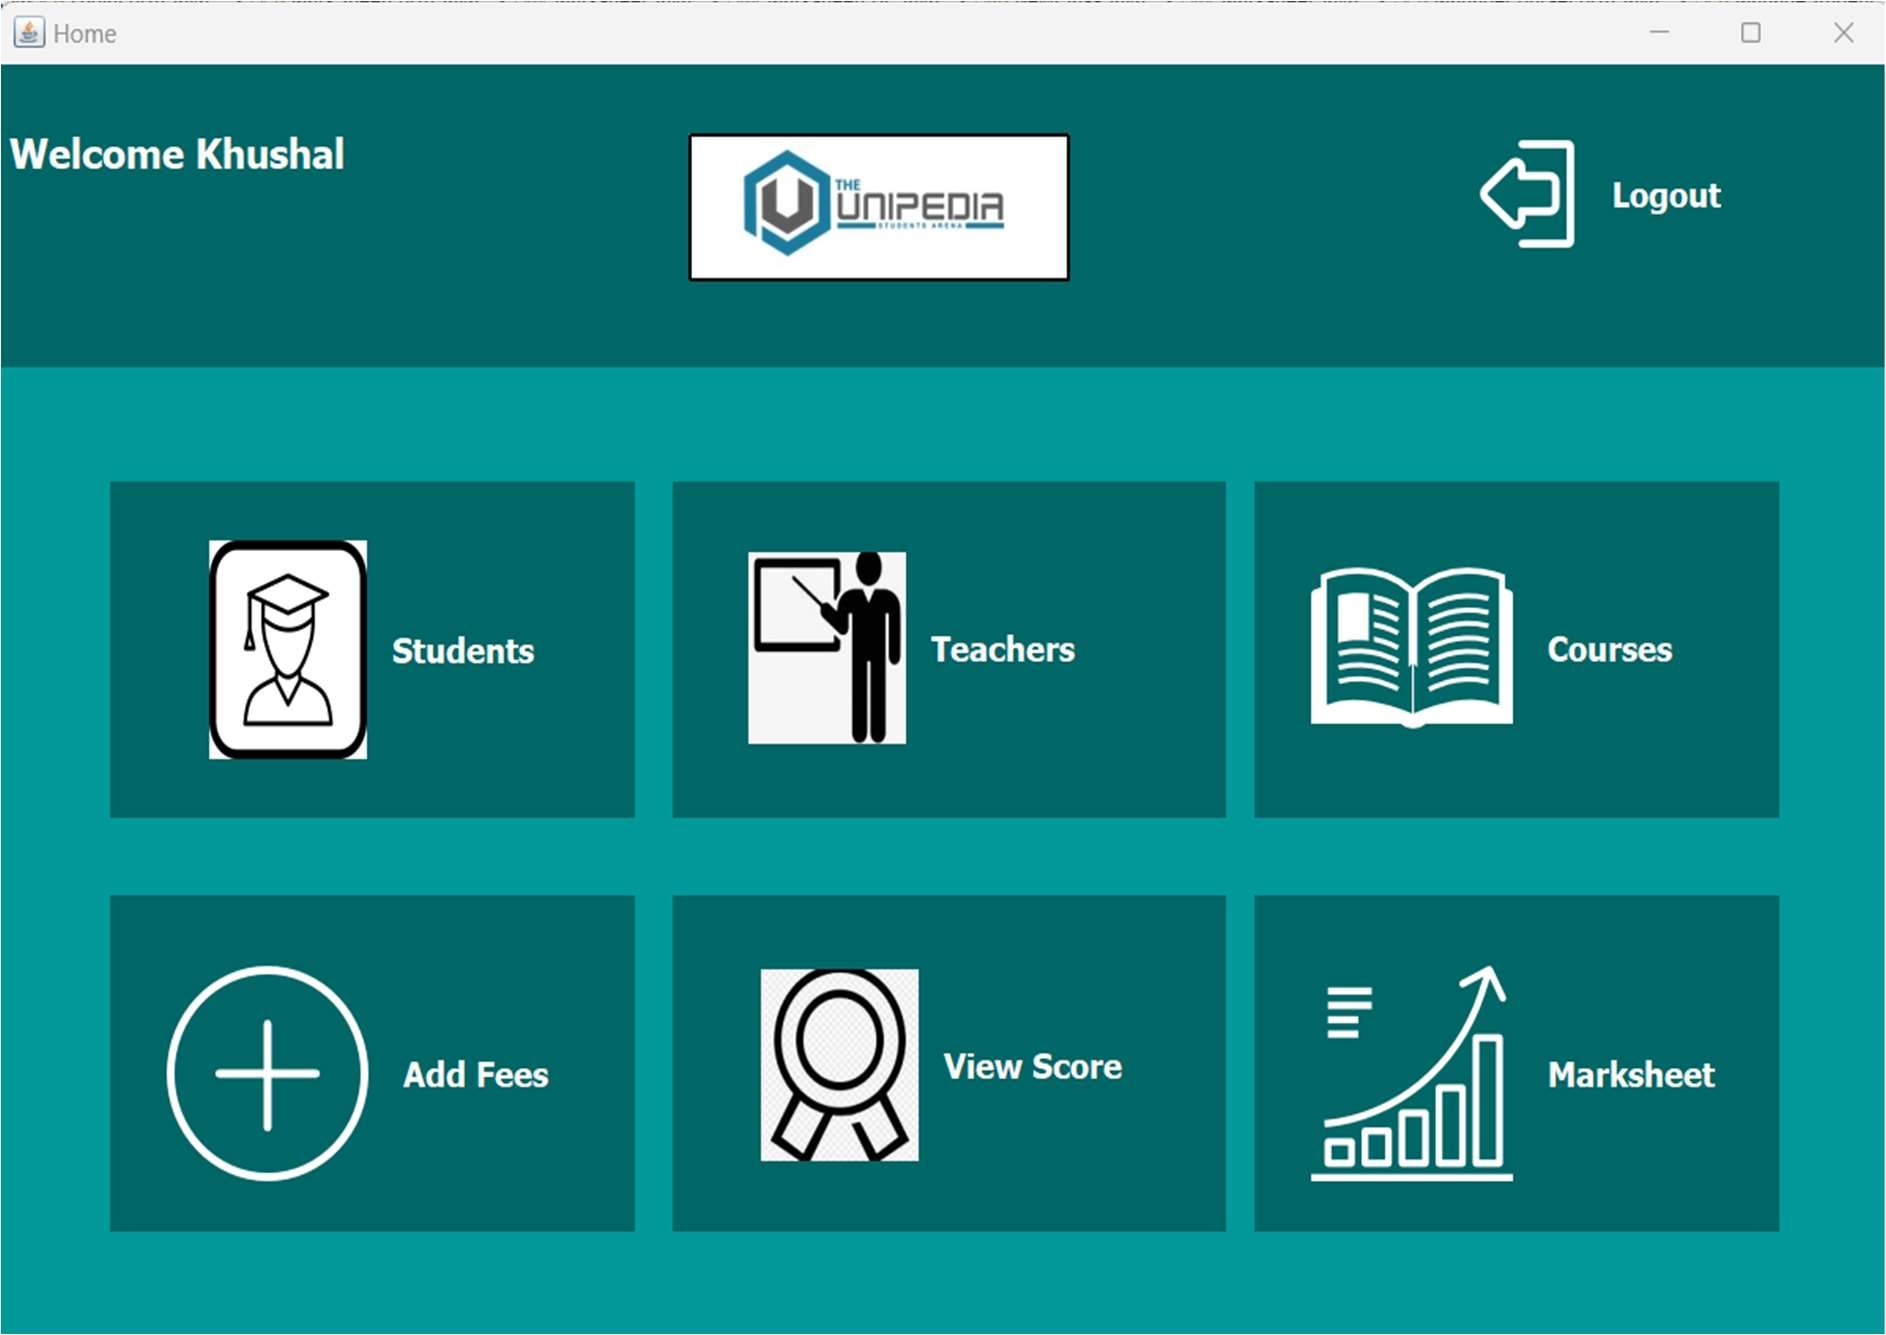 Home
Welcome Khushal
THE
UNIPEDIA
STUDENTS ARENA
Logout
Students
Teachers
Courses
Add Fees
View Score
Marksheet